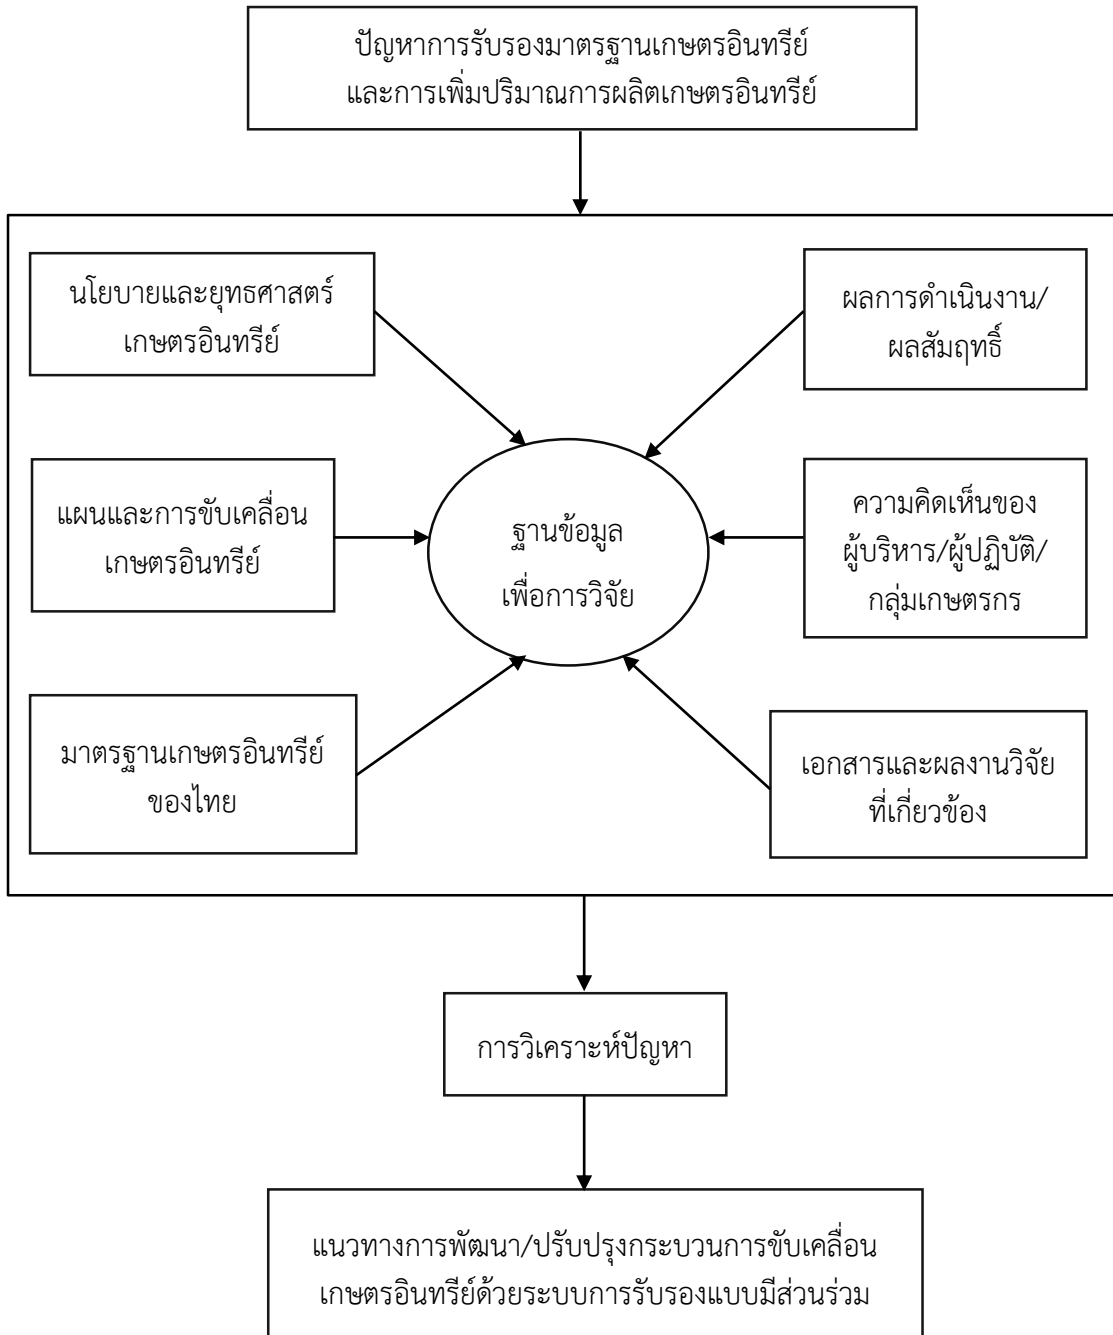 ปัญหาการรับรองมาตรฐานเกษตรอินทรีย์
และการเพิ่มปริมาณการผลิตเกษตรอินทรีย์
นโยบายและยุทธศาสตร์
เกษตรอินทรีย์
ผลการดำเนินงาน/
ผลสัมฤทธิ์
แผนและการขับเคลื่อน
เกษตรอินทรีย์
ฐานข้อมูล
เพื่อการวิจัย
ความคิดเห็นของ
ผู้บริหาร/ผู้ปฏิบัติ/
กลุ่มเกษตรกร
มาตรฐานเกษตรอินทรีย์
ของไทย
เอกสารและผลงานวิจัย
ที่เกี่ยวข้อง
การวิเคราะห์ปัญหา
แนวทางการพัฒนา/ปรับปรุงกระบวนการขับเคลื่อน
เกษตรอินทรีย์ด้วยระบบการรับรองแบบมีส่วนร่วม